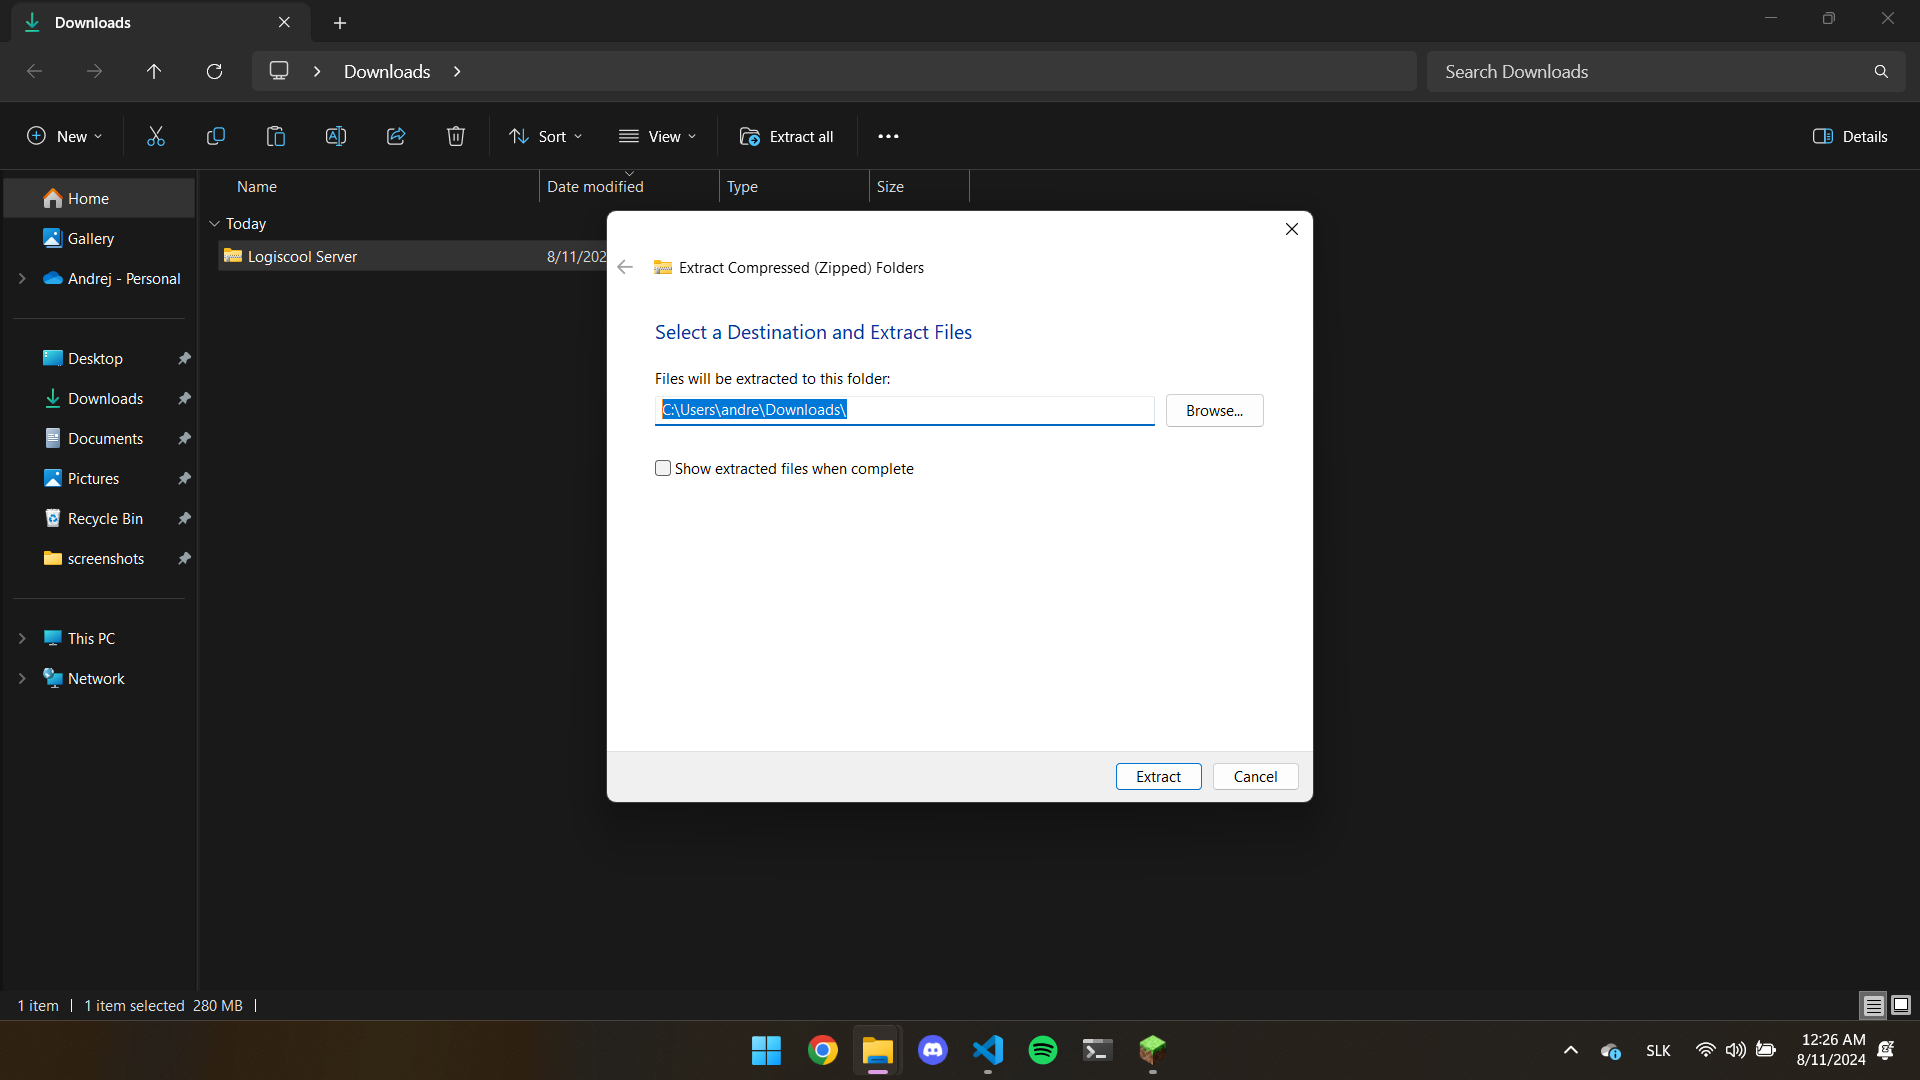 Downloads
Downloads
Search Downloads
New
Sort
View
Extract all
Details
Name
Date modified
Type
Size
Home
Gallery
Andrej - Personal
Desktop
Downloads
Documents
Pictures
Recycle Bin
screenshots
This PC
Network
Today
Logiscool Server
8/11/202
Extract Compressed (Zipped) Folders
Select a Destination and Extract Files
Files will be extracted to this folder:
C:\Users\andre\Downloads\
Browse...
Show extracted files when complete
Extract
Cancel
1 item
1 item selected 280 MB
SLK
12:26 AM
8/11/2024